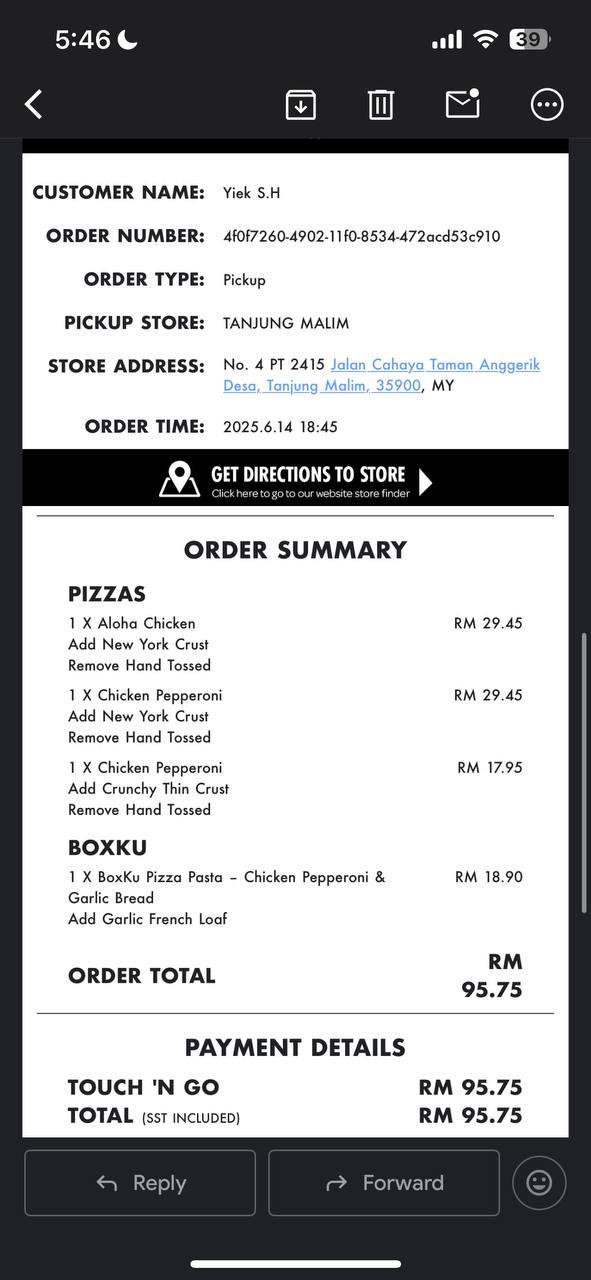 5:46
39
CUSTOMER NAME: Yiek S.H
ORDER NUMBER: 4f0f7260-4902-11f0-8534-472acd53c910
ORDER TYPE: Pickup
PICKUP STORE: TANJUNG MALIM
STORE ADDRESS: No. 4 PT 2415 Jalan Cahaya Taman Anggerik
Desa, Tanjung Malim, 35900, MY
ORDER TIME: 2025.6.14 18:45
GET DIRECTIONS TO STORE
Click here to go to our website store finder
ORDER SUMMARY
PIZZAS
1 X Aloha Chicken RM 29.45
Add New York Crust
Remove Hand Tossed
1 X Chicken Pepperoni RM 29.45
Add New York Crust
Remove Hand Tossed
1 X Chicken Pepperoni RM 17.95
Add Crunchy Thin Crust
Remove Hand Tossed
BOXKU
1 X BoxKu Pizza Pasta – Chicken Pepperoni & RM 18.90
Garlic Bread
Add Garlic French Loaf
ORDER TOTAL RM
95.75
PAYMENT DETAILS
TOUCH 'N GO RM 95.75
TOTAL (SST INCLUDED) RM 95.75
Reply
Forward